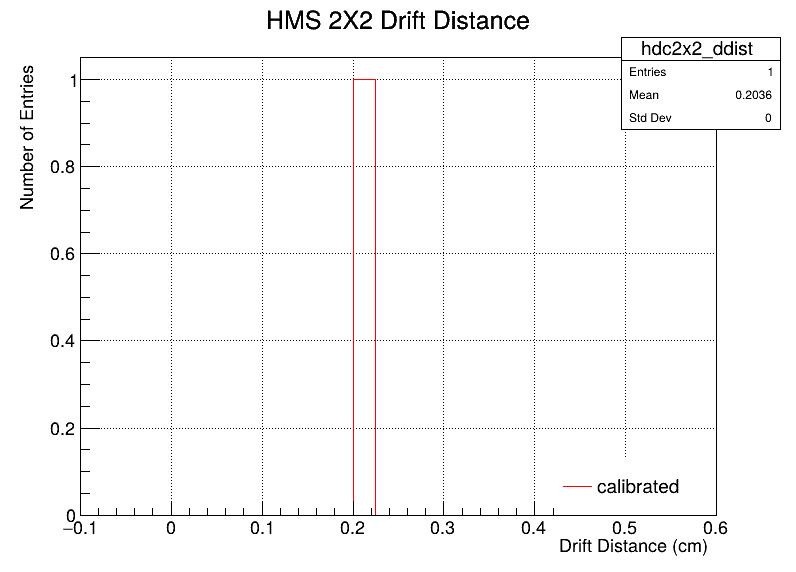 HMS 2X2 Drift Distance
hdc2x2_ddist
Entries 1
Mean 0.2036
Std Dev 0
Number of Entries
1
0.8
0.6
0.4
0.2
0
−0.1 0 0.1 0.2 0.3 0.4 0.5 0.6
calibrated
Drift Distance (cm)